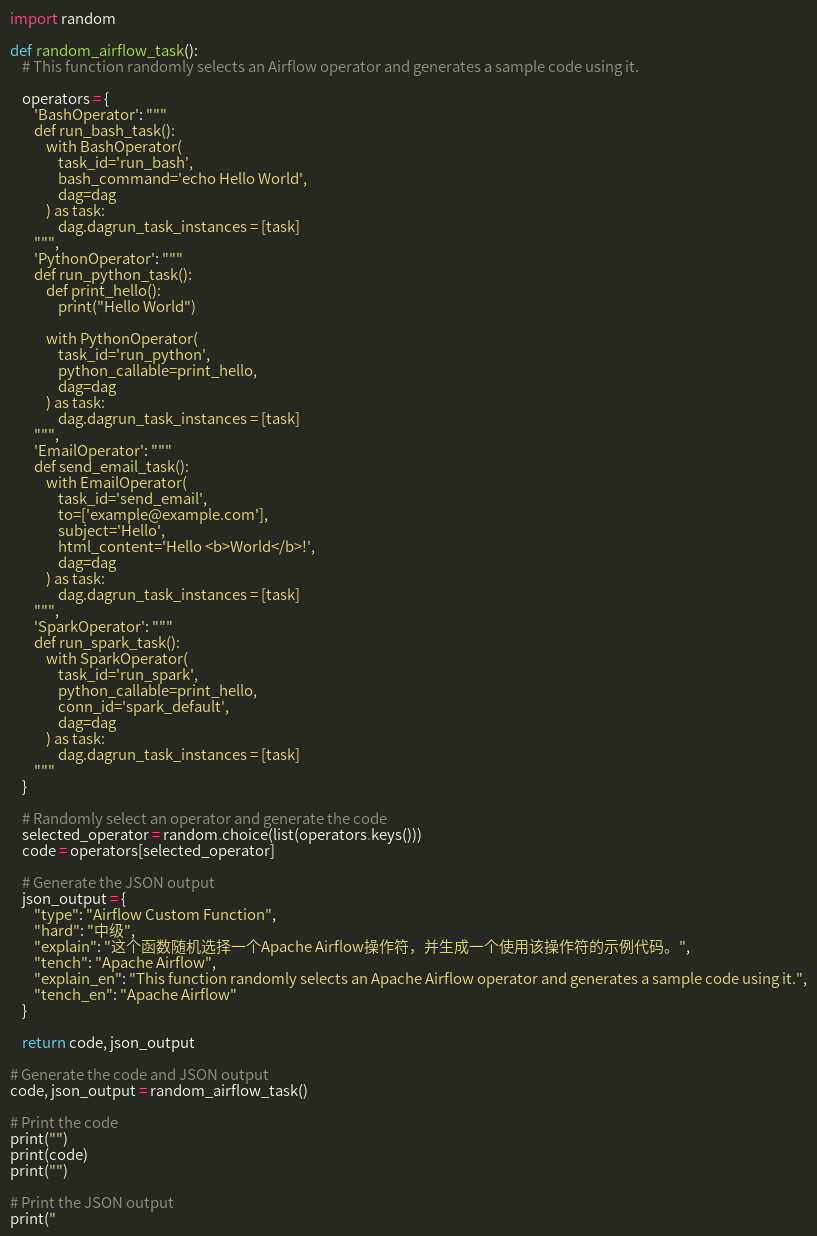 import random

def random_airflow_task():
    # This function randomly selects an Airflow operator and generates a sample code using it.

    operators = {
        'BashOperator': """
        def run_bash_task():
            with BashOperator(
                task_id='run_bash',
                bash_command='echo Hello World',
                dag=dag
            ) as task:
                dag.dagrun_task_instances = [task]
        """,
        'PythonOperator': """
        def run_python_task():
            def print_hello():
                print("Hello World")

            with PythonOperator(
                task_id='run_python',
                python_callable=print_hello,
                dag=dag
            ) as task:
                dag.dagrun_task_instances = [task]
        """,
        'EmailOperator': """
        def send_email_task():
            with EmailOperator(
                task_id='send_email',
                to=['example@example.com'],
                subject='Hello',
                html_content='Hello <b>World</b>!',
                dag=dag
            ) as task:
                dag.dagrun_task_instances = [task]
        """,
        'SparkOperator': """
        def run_spark_task():
            with SparkOperator(
                task_id='run_spark',
                python_callable=print_hello,
                conn_id='spark_default',
                dag=dag
            ) as task:
                dag.dagrun_task_instances = [task]
        """
    }

    # Randomly select an operator and generate the code
    selected_operator = random.choice(list(operators.keys()))
    code = operators[selected_operator]

    # Generate the JSON output
    json_output = {
        "type": "Airflow Custom Function",
        "hard": "中级",
        "explain": "这个函数随机选择一个Apache Airflow操作符，并生成一个使用该操作符的示例代码。",
        "tench": "Apache Airflow",
        "explain_en": "This function randomly selects an Apache Airflow operator and generates a sample code using it.",
        "tench_en": "Apache Airflow"
    }

    return code, json_output

# Generate the code and JSON output
code, json_output = random_airflow_task()

# Print the code
print("")
print(code)
print("")

# Print the JSON output
print("